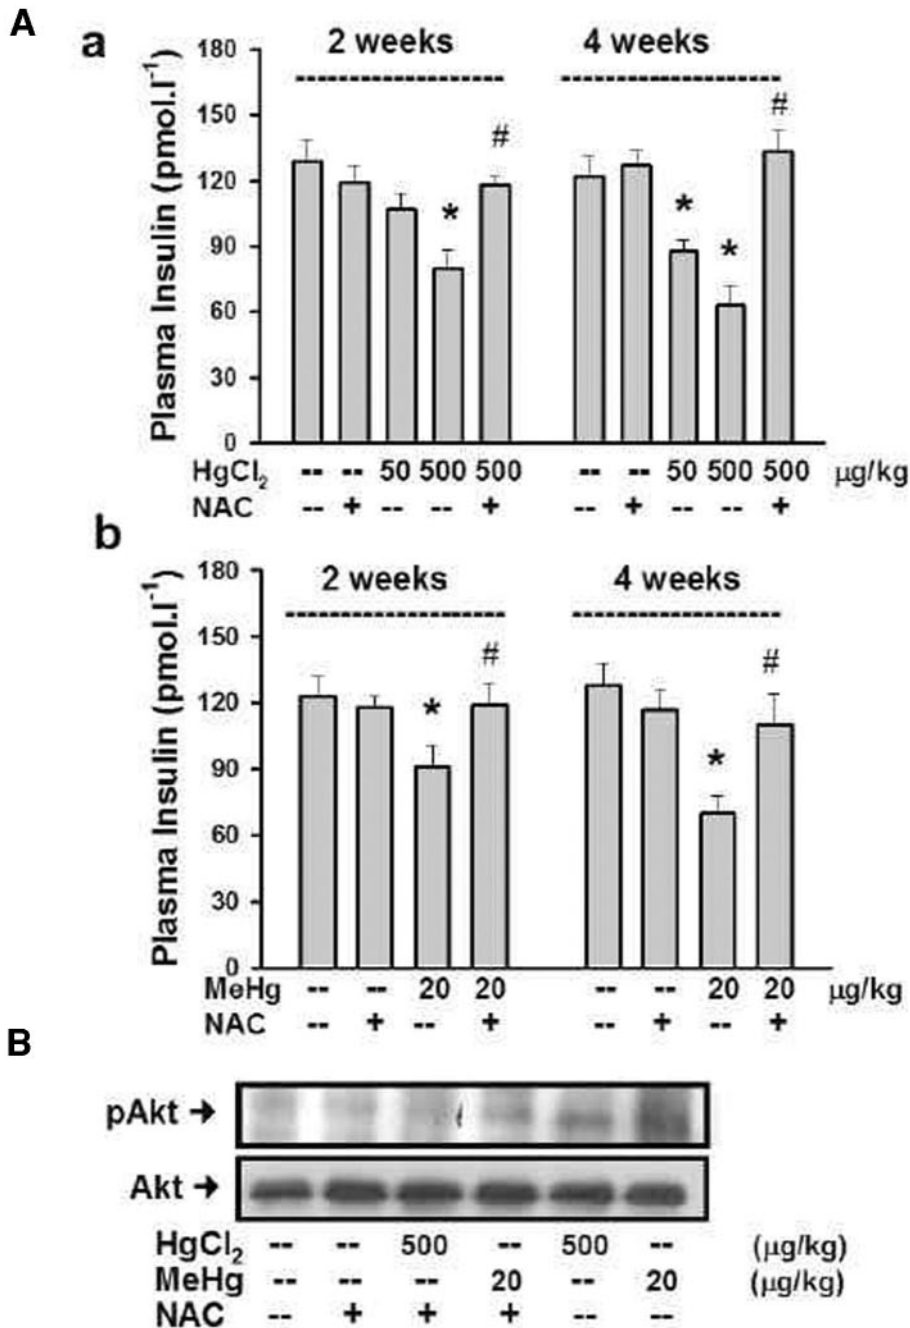 A
a
2 weeks 4 weeks
Plasma Insulin (pmol.l⁻¹)
180
150
120
90
60
30
0
# #
* * *
HgCl₂ -- -- 50 500 500 -- -- 50 500 500 µg/kg
NAC -- + -- -- + -- + -- -- +
b
2 weeks 4 weeks
Plasma Insulin (pmol.l⁻¹)
180
150
120
90
60
30
0
# #
* *
MeHg -- -- 20 20 -- -- 20 20 µg/kg
NAC -- + -- + -- + -- +
B
pAkt →
Akt →
HgCl₂ -- -- 500 -- 500 -- (µg/kg)
MeHg -- -- -- 20 -- 20 (µg/kg)
NAC -- + + + -- --